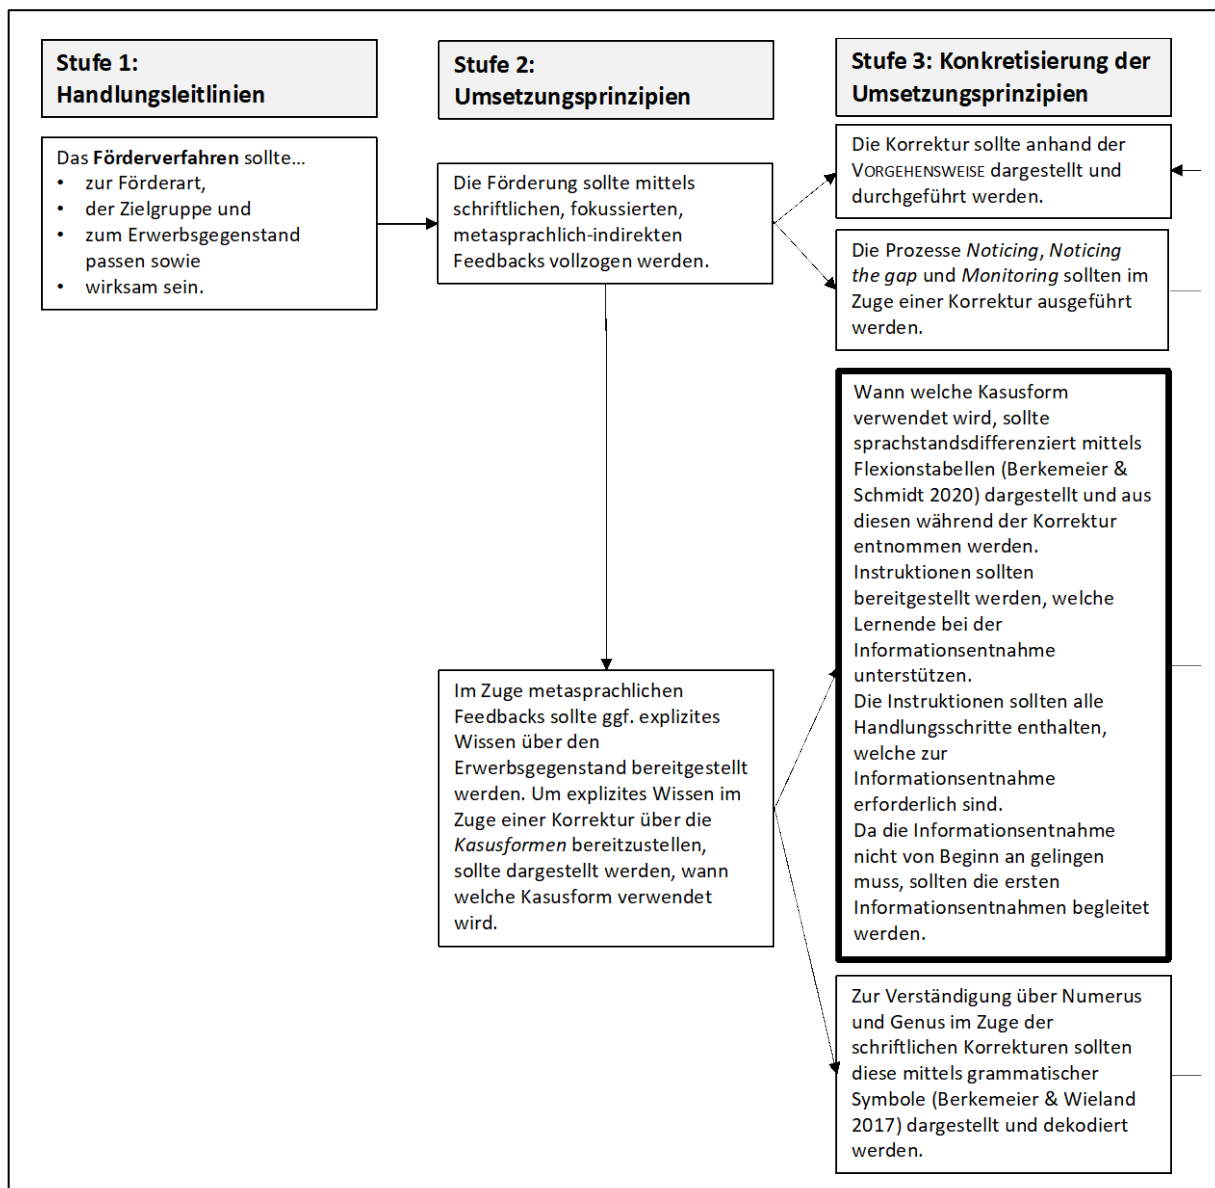 Stufe 1:
Handlungsleitlinien
Das Förderverfahren sollte…
• zur Förderart,
• der Zielgruppe und
• zum Erwerbsgegenstand
passen sowie
• wirksam sein.
Stufe 2:
Umsetzungsprinzipien
Die Förderung sollte mittels
schriftlichen, fokussierten,
metasprachlich-indirekten
Feedbacks vollzogen werden.
Im Zuge metasprachlichen
Feedbacks sollte ggf. explizites
Wissen über den
Erwerbsgegenstand bereitgestellt
werden. Um explizites Wissen im
Zuge einer Korrektur über die
Kasusformen bereitzustellen,
sollte dargestellt werden, wann
welche Kasusform verwendet
wird.
Stufe 3: Konkretisierung der
Umsetzungsprinzipien
Die Korrektur sollte anhand der
VORGEHENSWEISE dargestellt und
durchgeführt werden.
Die Prozesse Noticing, Noticing
the gap und Monitoring sollten im
Zuge einer Korrektur ausgeführt
werden.
Wann welche Kasusform
verwendet wird, sollte
sprachstandsdifferenziert mittels
Flexionstabellen (Berkemeier &
Schmidt 2020) dargestellt und aus
diesen während der Korrektur
entnommen werden.
Instruktionen sollten
bereitgestellt werden, welche
Lernende bei der
Informationsentnahme
unterstützen.
Die Instruktionen sollten alle
Handlungsschritte enthalten,
welche zur
Informationsentnahme
erforderlich sind.
Da die Informationsentnahme
nicht von Beginn an gelingen
muss, sollten die ersten
Informationsentnahmen begleitet
werden.
Zur Verständigung über Numerus
und Genus im Zuge der
schriftlichen Korrekturen sollten
diese mittels grammatischer
Symbole (Berkemeier & Wieland
2017) dargestellt und dekodiert
werden.